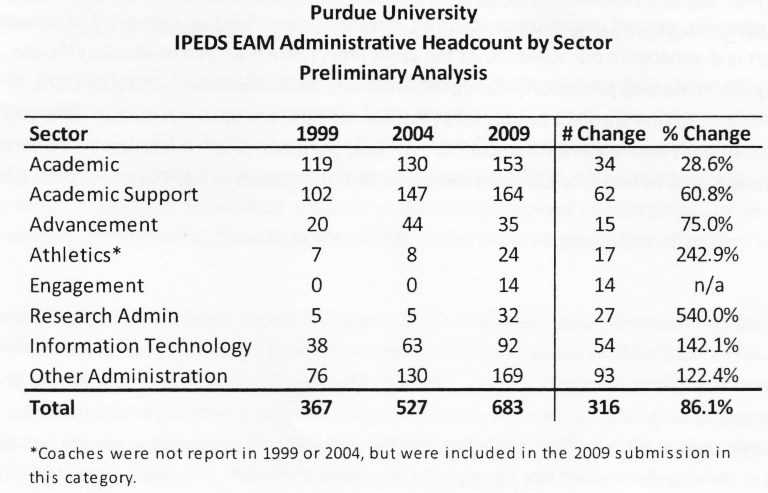 Purdue University
IPEDS EAM Administrative Headcount by Sector
Preliminary Analysis
Sector 1999 2004 2009 # Change % Change
Academic 119 130 153 34 28.6%
Academic Support 102 147 164 62 60.8%
Advancement 20 44 35 15 75.0%
Athletics* 7 8 24 17 242.9%
Engagement 0 0 14 14 n/a
Research Admin 5 5 32 27 540.0%
Information Technology 38 63 92 54 142.1%
Other Administration 76 130 169 93 122.4%
Total 367 527 683 316 86.1%
*Coaches were not report in 1999 or 2004, but were included in the 2009 submission in
this category.